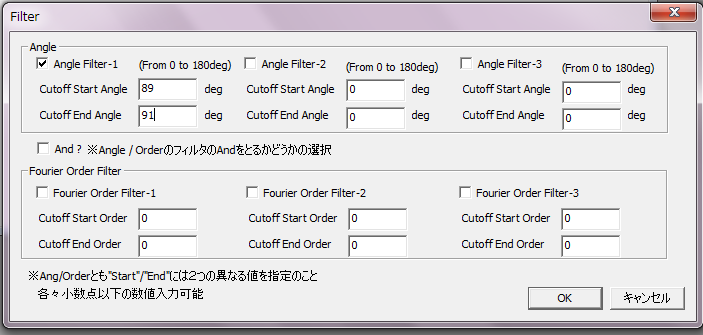 Filter
Angle
Angle Filter-1 (From 0 to 180deg) Angle Filter-2 (From 0 to 180deg) Angle Filter-3 (From 0 to 180deg)
Cutoff Start Angle 89 deg Cutoff Start Angle 0 deg Cutoff Start Angle 0 deg
Cutoff End Angle 91 deg Cutoff End Angle 0 deg Cutoff End Angle 0 deg
And ? ※Angle / OrderのフィルタのAndをとるかどうかの選択
Fourier Order Filter
Fourier Order Filter-1 Fourier Order Filter-2 Fourier Order Filter-3
Cutoff Start Order 0 Cutoff Start Order 0 Cutoff Start Order 0
Cutoff End Order 0 Cutoff End Order 0 Cutoff End Order 0
※Ang/Orderとも"Start"/"End"には2つの異なる値を指定のこと
各々小数点以下の数値入力可能
OK キャンセル